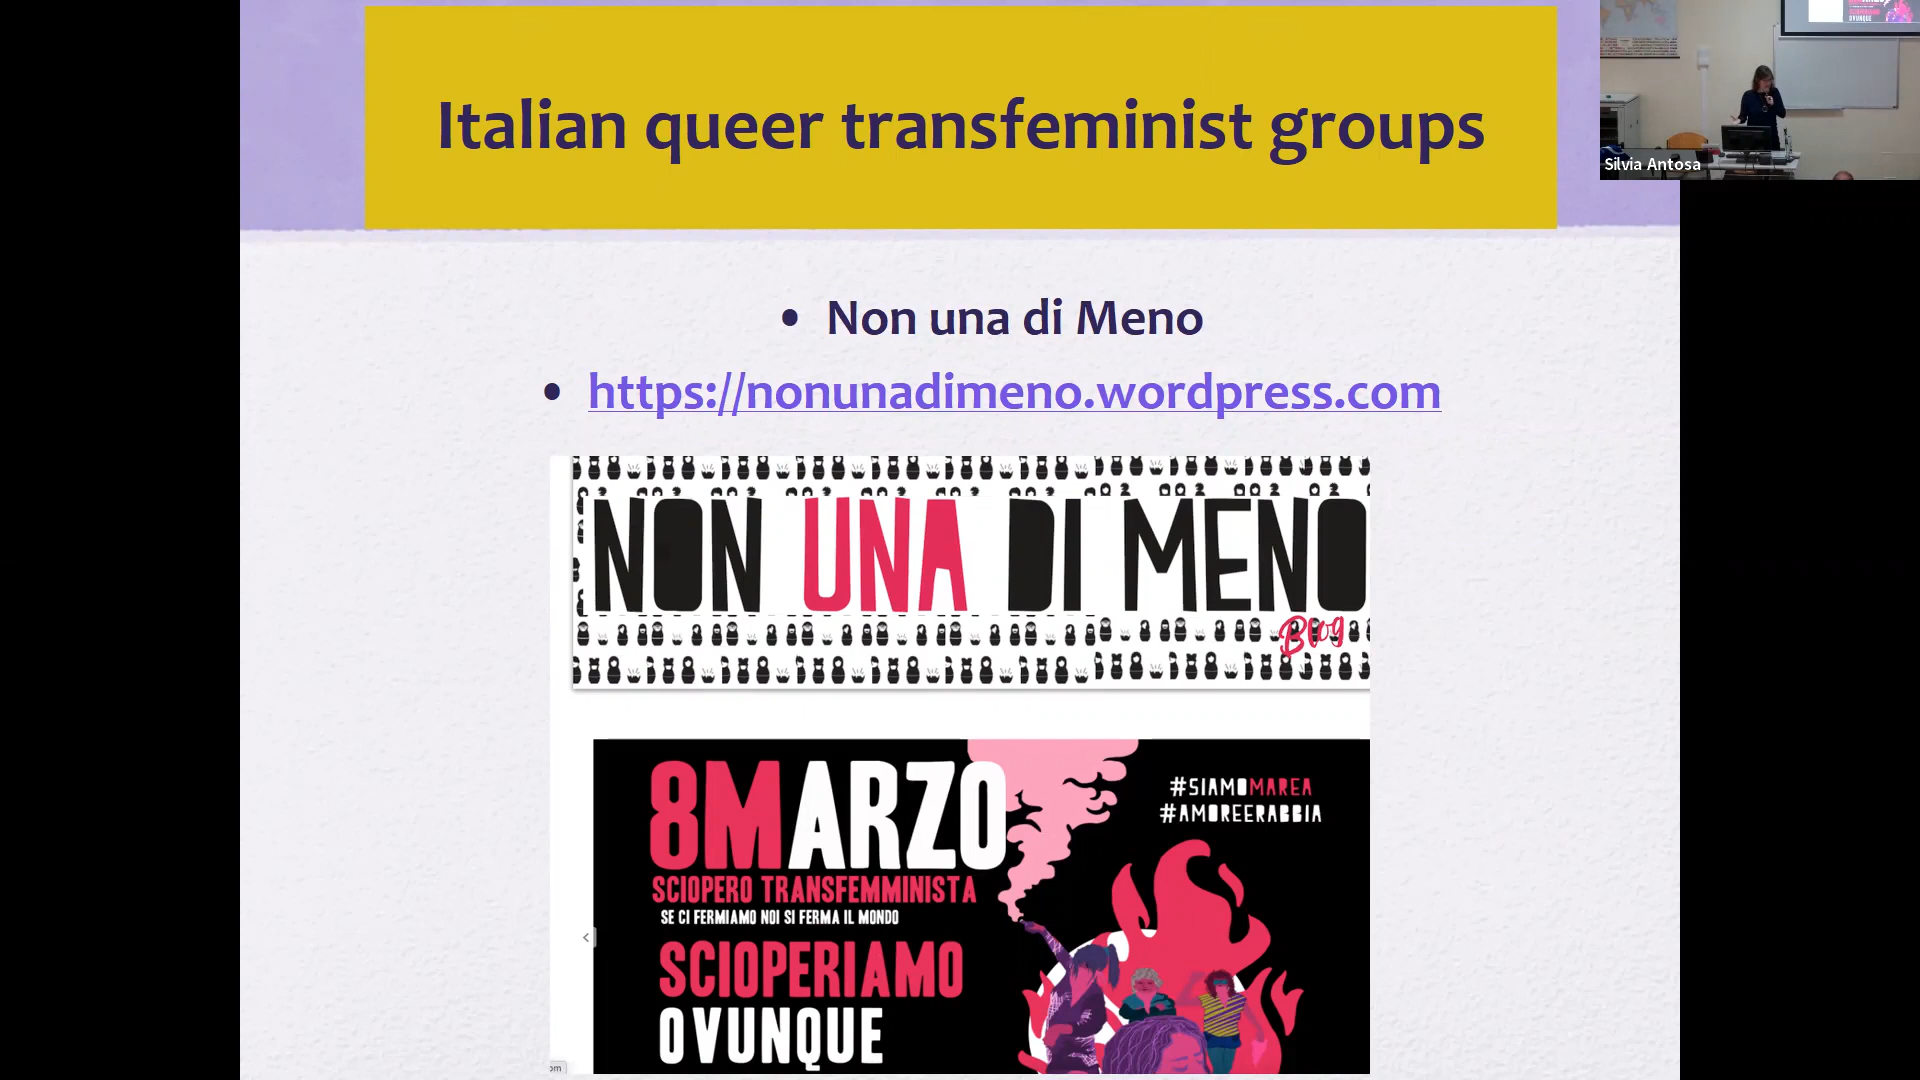 Italian queer transfeminist groups
Silvia Antosa
• Non una di Meno
• https://nonunadimeno.wordpress.com
NON UNA DI MENO
Blog
8MARZO
#SIAMOMAREA
#AMOREERABBIA
SCIOPERO TRANSFEMMINISTA
SE CI FERMIAMO NOI SI FERMA IL MONDO
SCIOPERIAMO
OVUNQUE
om